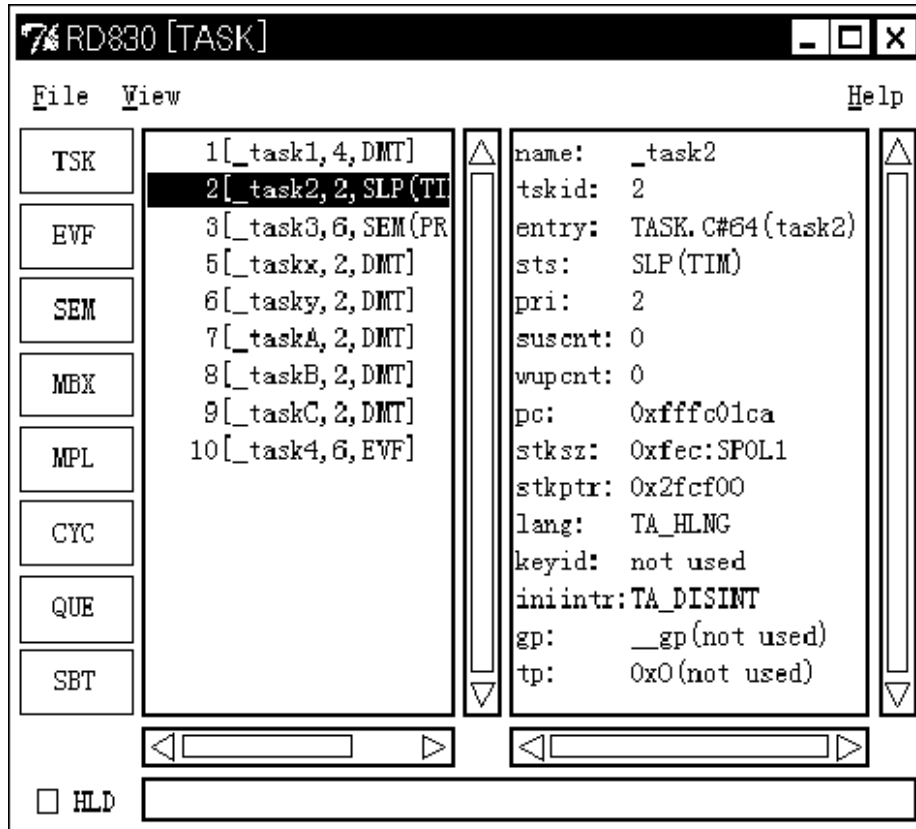 RD830 [TASK]
File View Help
TSK
EVF
SEM
MBX
MPL
CYC
QUE
SBT
1[_task1,4,DMT]
2[_task2,2,SLP(TI
3[_task3,6,SEM(PR
5[_taskx,2,DMT]
6[_tasky,2,DMT]
7[_taskA,2,DMT]
8[_taskB,2,DMT]
9[_taskC,2,DMT]
10[_task4,6,EVF]
name: _task2
tskid: 2
entry: TASK.C#64(task2)
sts: SLP(TIM)
pri: 2
suscnt: 0
wupcnt: 0
pc: 0xfffc01ca
stksz: 0xfec:SPOL1
stkptr: 0x2fcf00
lang: TA_HLNG
keyid: not used
iniintr:TA_DISINT
gp: __gp(not used)
tp: 0x0(not used)
HLD